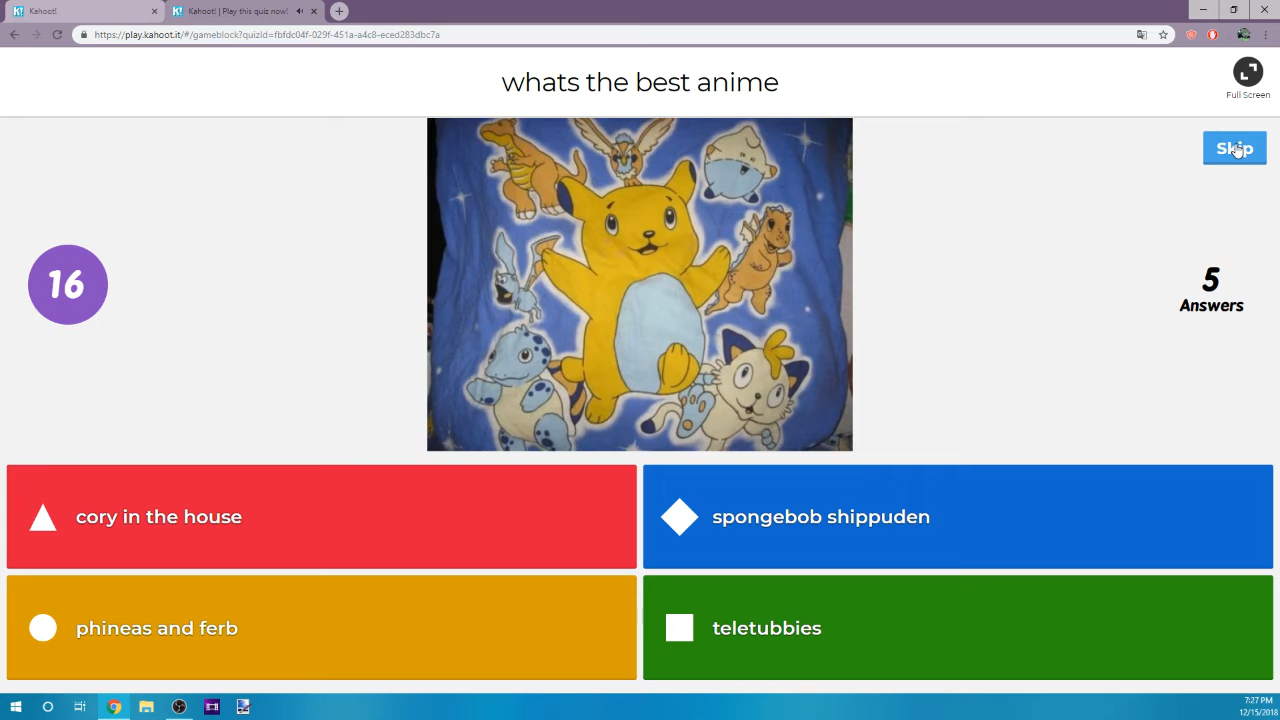 Kahoot!
Kahoot! | Play this quiz now!
https://play.kahoot.it/#/gameblock?quizId=fbfdc04f-029f-451a-a4c8-eced283dbc7a
whats the best anime
Full Screen
Skip
16
5
Answers
cory in the house
spongebob shippuden
phineas and ferb
teletubbies
7:27 PM
12/15/2018